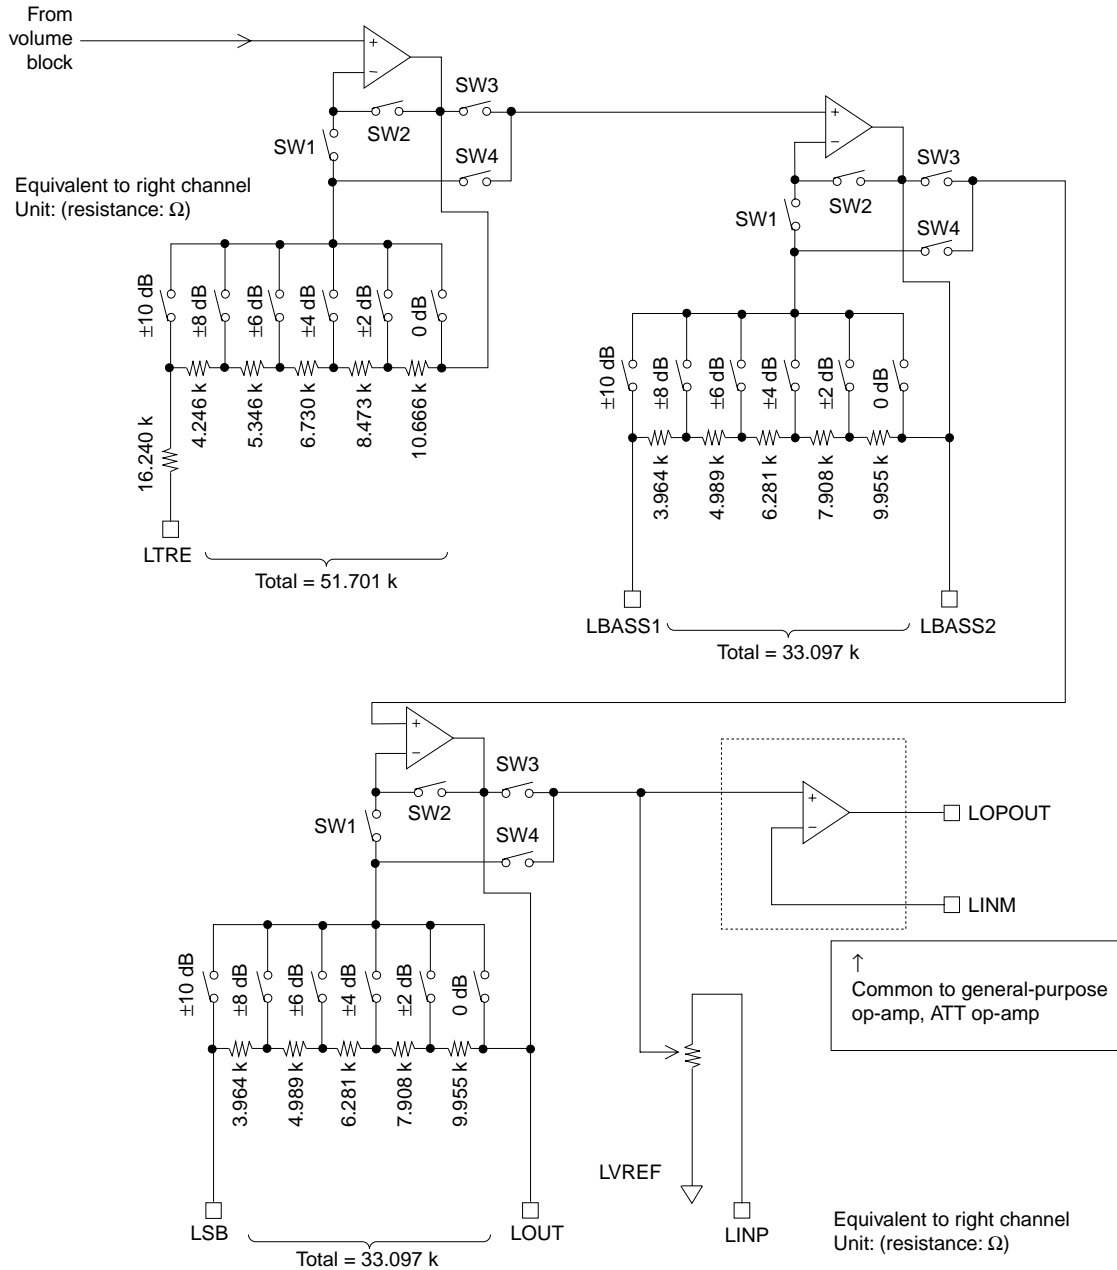 From
volume
block
+
−
SW3
SW2
SW1
SW4
Equivalent to right channel
Unit: (resistance: Ω)
±10 dB
±8 dB
±6 dB
±4 dB
±2 dB
0 dB
4.246 k
5.346 k
6.730 k
8.473 k
10.666 k
16.240 k
LTRE
Total = 51.701 k
+
−
SW3
SW2
SW1
SW4
±10 dB
±8 dB
±6 dB
±4 dB
±2 dB
0 dB
3.964 k
4.989 k
6.281 k
7.908 k
9.955 k
LBASS1
LBASS2
Total = 33.097 k
+
−
SW3
SW2
SW1
SW4
±10 dB
±8 dB
±6 dB
±4 dB
±2 dB
0 dB
3.964 k
4.989 k
6.281 k
7.908 k
9.955 k
LSB
LOUT
Total = 33.097 k
+
−
LOPOUT
LINM
↑
Common to general-purpose
op-amp, ATT op-amp
LVREF
LINP
Equivalent to right channel
Unit: (resistance: Ω)